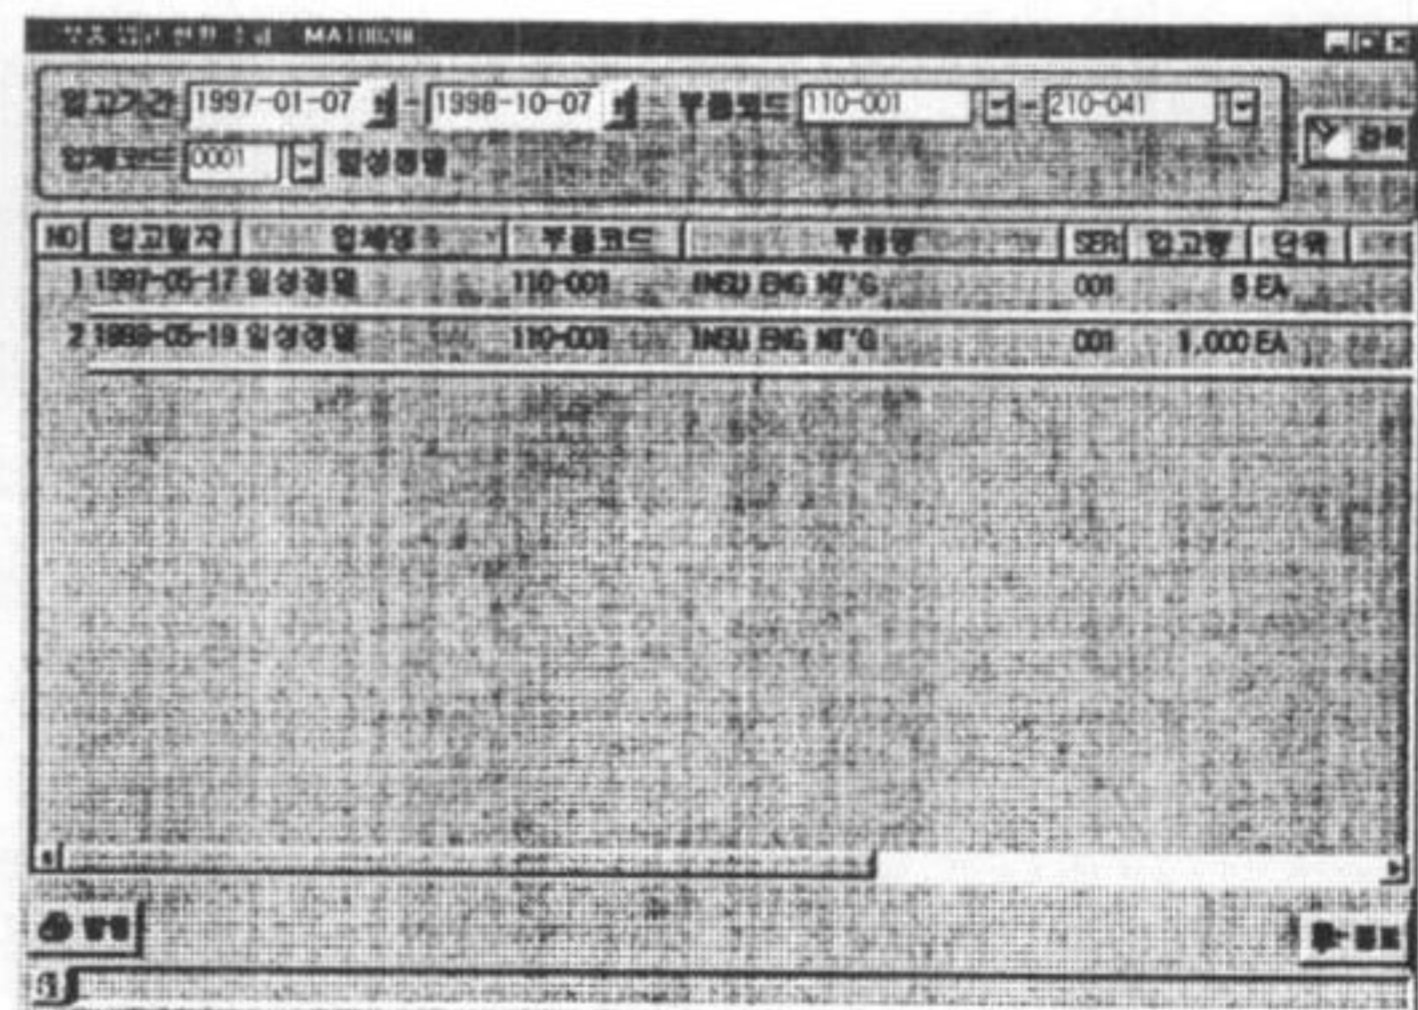 입고기간 1997-01-07 - 1998-10-07 부품코드 110-001 - 210-041
업체코드 0001 일성정밀
검색
NO 입고일자 업체명 부품코드 부품명 SER 입고량 단위
1 1997-05-17 일성정밀 110-001 INSU ENG MT'G 001 5 EA
2 1998-05-19 일성정밀 110-001 INSU ENG MT'G 001 1,000 EA
종료